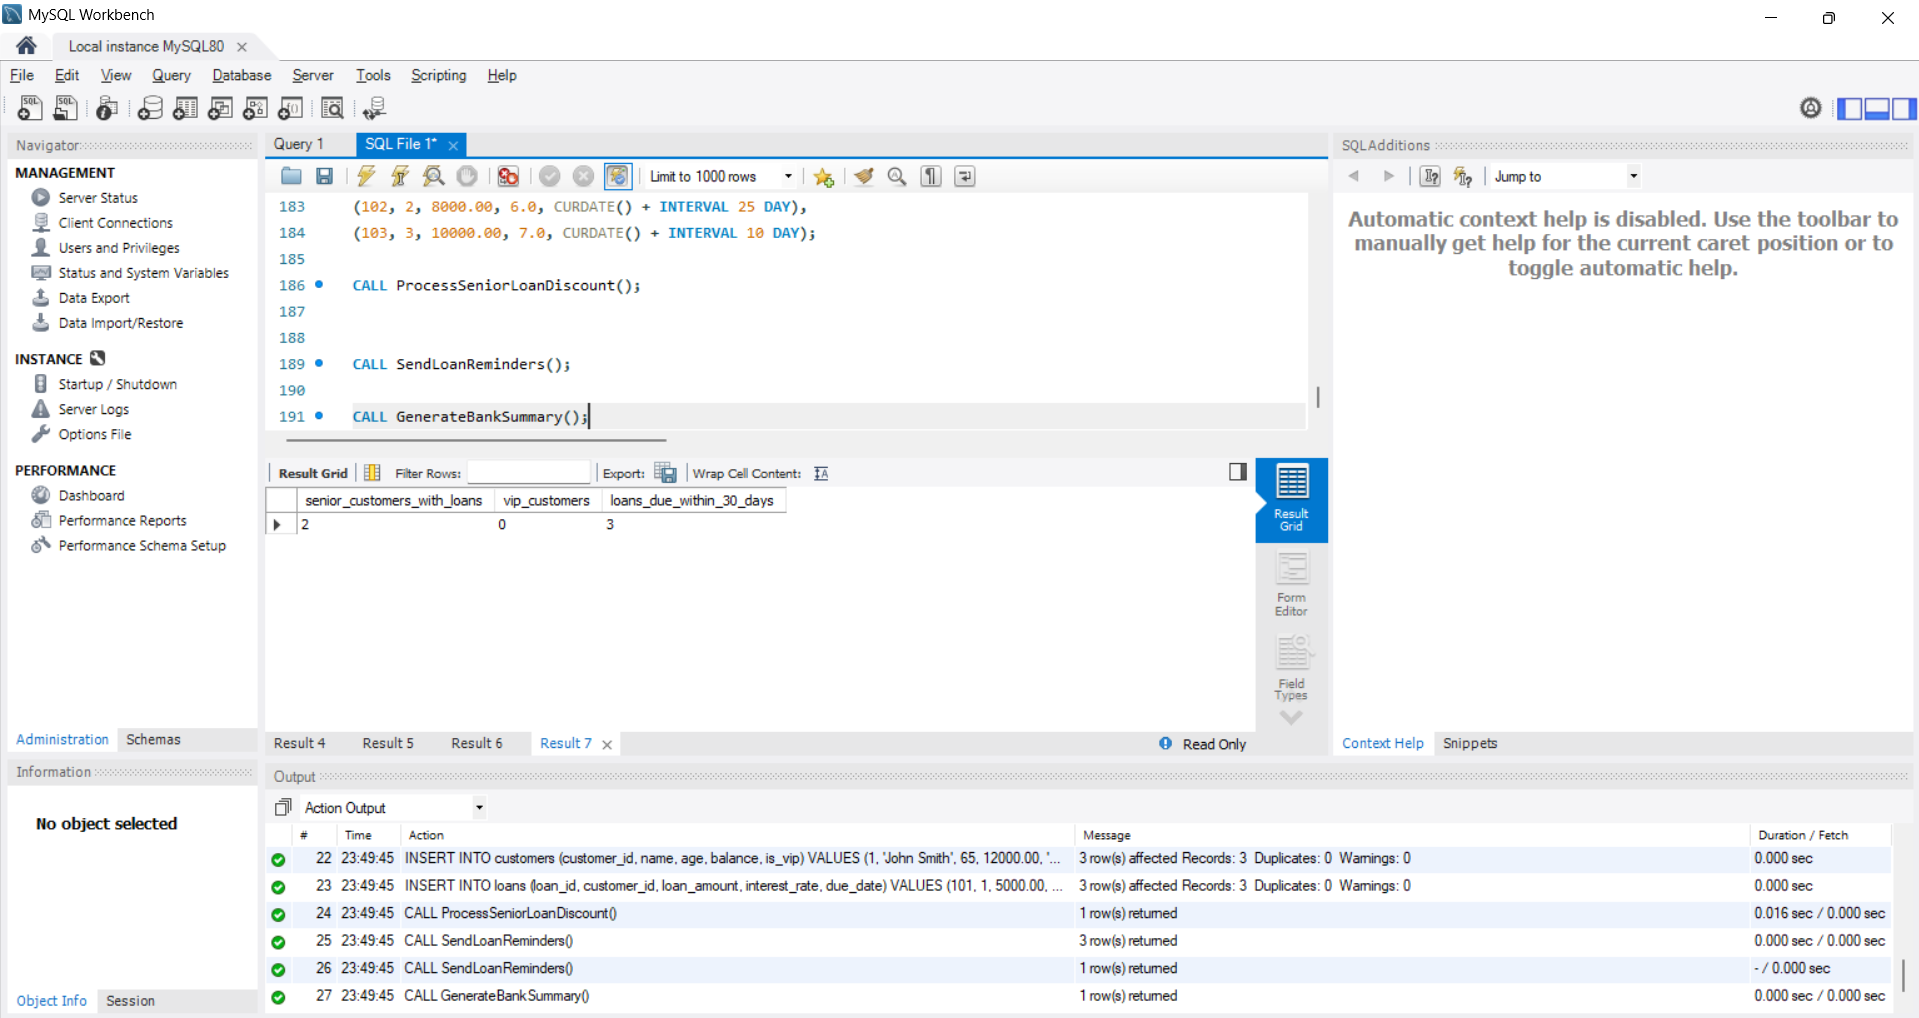 MySQL Workbench
Local instance MySQL80
File Edit View Query Database Server Tools Scripting Help
Navigator
MANAGEMENT
Server Status
Client Connections
Users and Privileges
Status and System Variables
Data Export
Data Import/Restore
INSTANCE
Startup / Shutdown
Server Logs
Options File
PERFORMANCE
Dashboard
Performance Reports
Performance Schema Setup
Administration Schemas
Information
No object selected
Object Info Session
Query 1 SQL File 1*
Limit to 1000 rows
183 (102, 2, 8000.00, 6.0, CURDATE() + INTERVAL 25 DAY),
184 (103, 3, 10000.00, 7.0, CURDATE() + INTERVAL 10 DAY);
185
186 CALL ProcessSeniorLoanDiscount();
187
188
189 CALL SendLoanReminders();
190
191 CALL GenerateBankSummary();
Result Grid Filter Rows: Export: Wrap Cell Content:
senior_customers_with_loans vip_customers loans_due_within_30_days
2 0 3
Result Grid
Form Editor
Field Types
Result 4 Result 5 Result 6 Result 7 Read Only
SQLAdditions
Jump to
Automatic context help is disabled. Use the toolbar to
manually get help for the current caret position or to
toggle automatic help.
Context Help Snippets
Output
Action Output
# Time Action Message Duration / Fetch
22 23:49:45 INSERT INTO customers (customer_id, name, age, balance, is_vip) VALUES (1, 'John Smith', 65, 12000.00, '... 3 row(s) affected Records: 3 Duplicates: 0 Warnings: 0 0.000 sec
23 23:49:45 INSERT INTO loans (loan_id, customer_id, loan_amount, interest_rate, due_date) VALUES (101, 1, 5000.00, ... 3 row(s) affected Records: 3 Duplicates: 0 Warnings: 0 0.000 sec
24 23:49:45 CALL ProcessSeniorLoanDiscount() 1 row(s) returned 0.016 sec / 0.000 sec
25 23:49:45 CALL SendLoanReminders() 3 row(s) returned 0.000 sec / 0.000 sec
26 23:49:45 CALL SendLoanReminders() 1 row(s) returned - / 0.000 sec
27 23:49:45 CALL GenerateBankSummary() 1 row(s) returned 0.000 sec / 0.000 sec